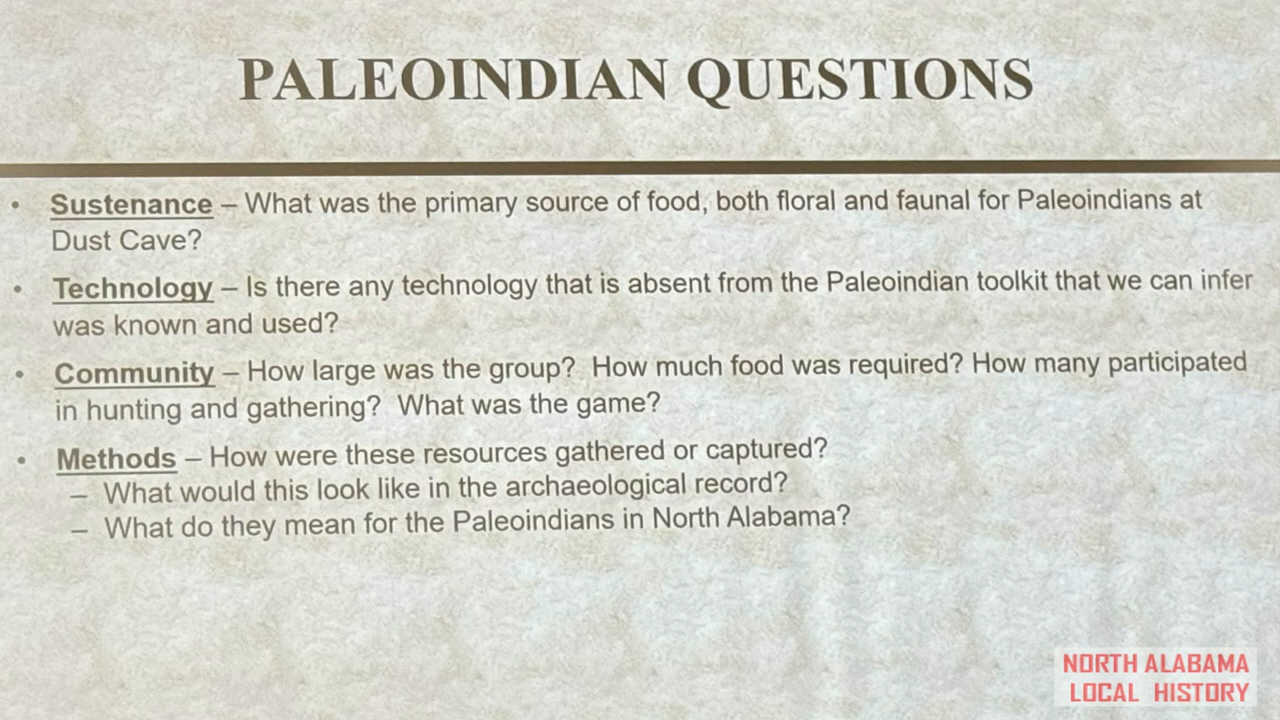 PALEOINDIAN QUESTIONS
• Sustenance – What was the primary source of food, both floral and faunal for Paleoindians at
Dust Cave?
• Technology – Is there any technology that is absent from the Paleoindian toolkit that we can infer
was known and used?
• Community – How large was the group?  How much food was required? How many participated
in hunting and gathering?  What was the game?
• Methods – How were these resources gathered or captured?
– What would this look like in the archaeological record?
– What do they mean for the Paleoindians in North Alabama?
NORTH ALABAMA
LOCAL HISTORY